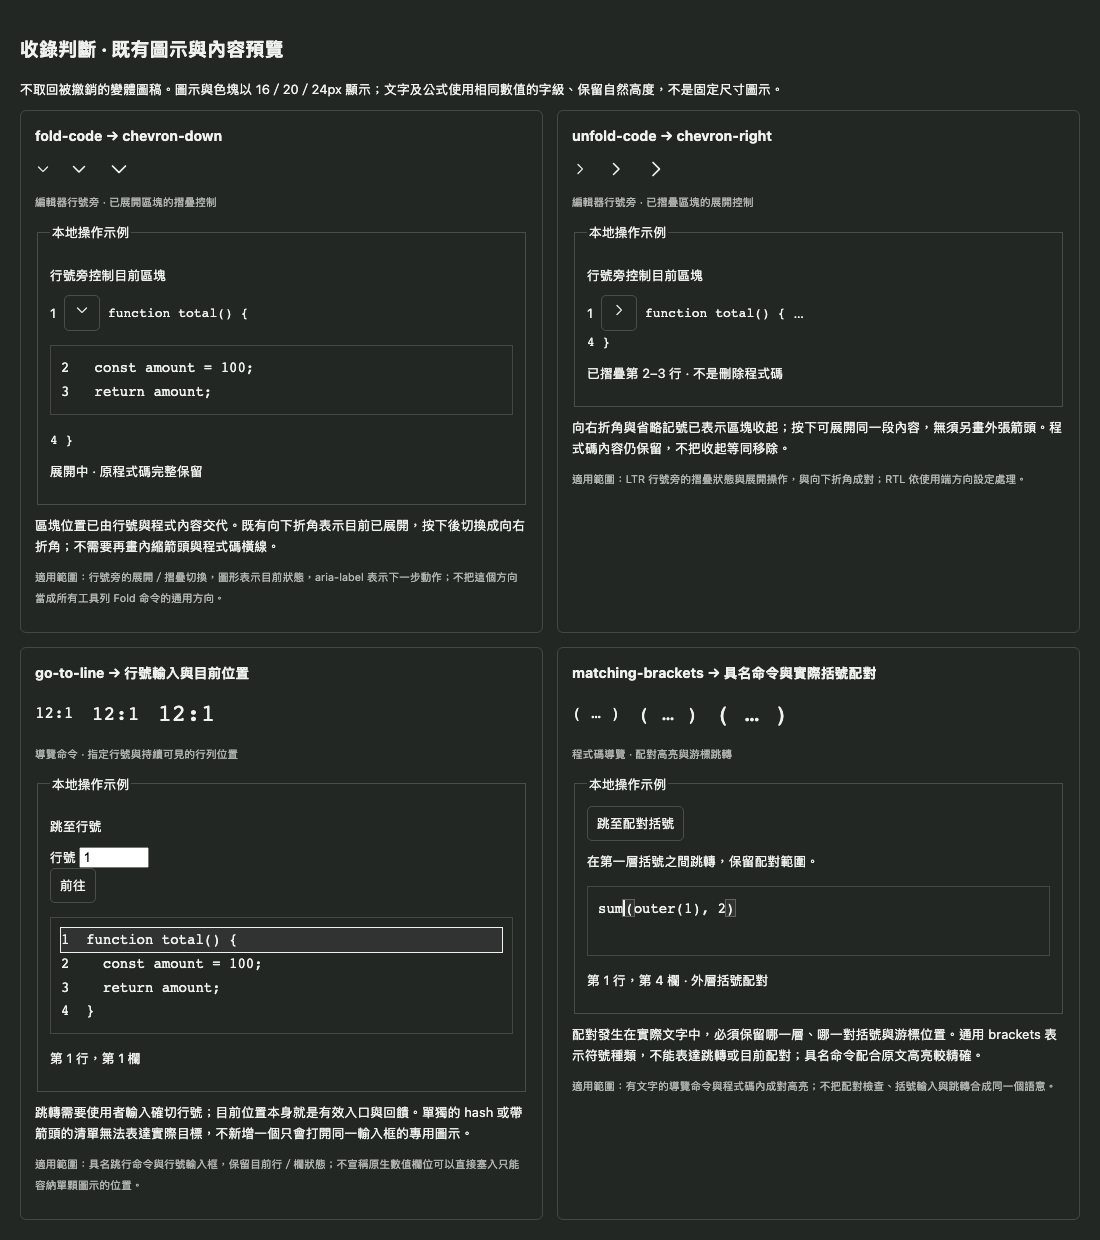 收錄判斷 · 既有圖示與內容預覽
不取回被撤銷的變體圖稿。圖示與色塊以 16 / 20 / 24px 顯示；文字及公式使用相同數值的字級、保留自然高度，不是固定尺寸圖示。
fold-code → chevron-down
編輯器行號旁 · 已展開區塊的摺疊控制
本地操作示例
行號旁控制目前區塊
1 function total() {
2 const amount = 100;
3 return amount;
4 }
展開中 · 原程式碼完整保留
區塊位置已由行號與程式內容交代。既有向下折角表示目前已展開，按下後切換成向右
折角；不需要再畫內縮箭頭與程式碼橫線。
適用範圍：行號旁的展開 / 摺疊切換，圖形表示目前狀態，aria-label 表示下一步動作；不把這個方向
當成所有工具列 Fold 命令的通用方向。
unfold-code → chevron-right
編輯器行號旁 · 已摺疊區塊的展開控制
本地操作示例
行號旁控制目前區塊
1 function total() { …
4 }
已摺疊第 2–3 行 · 不是刪除程式碼
向右折角與省略記號已表示區塊收起；按下可展開同一段內容，無須另畫外張箭頭。程
式碼內容仍保留，不把收起等同移除。
適用範圍：LTR 行號旁的摺疊狀態與展開操作，與向下折角成對；RTL 依使用端方向設定處理。
go-to-line → 行號輸入與目前位置
12:1 12:1 12:1
導覽命令 · 指定行號與持續可見的行列位置
本地操作示例
跳至行號
行號 1
前往
1 function total() {
2 const amount = 100;
3 return amount;
4 }
第 1 行，第 1 欄
跳轉需要使用者輸入確切行號；目前位置本身就是有效入口與回饋。單獨的 hash 或帶
箭頭的清單無法表達實際目標，不新增一個只會打開同一輸入框的專用圖示。
適用範圍：具名跳行命令與行號輸入框，保留目前行 / 欄狀態；不宣稱原生數值欄位可以直接塞入只能
容納單顆圖示的位置。
matching-brackets → 具名命令與實際括號配對
( … ) ( … ) ( … )
程式碼導覽 · 配對高亮與游標跳轉
本地操作示例
跳至配對括號
在第一層括號之間跳轉，保留配對範圍。
sum(outer(1), 2)
第 1 行，第 4 欄 · 外層括號配對
配對發生在實際文字中，必須保留哪一層、哪一對括號與游標位置。通用 brackets 表
示符號種類，不能表達跳轉或目前配對；具名命令配合原文高亮較精確。
適用範圍：有文字的導覽命令與程式碼內成對高亮；不把配對檢查、括號輸入與跳轉合成同一個語意。